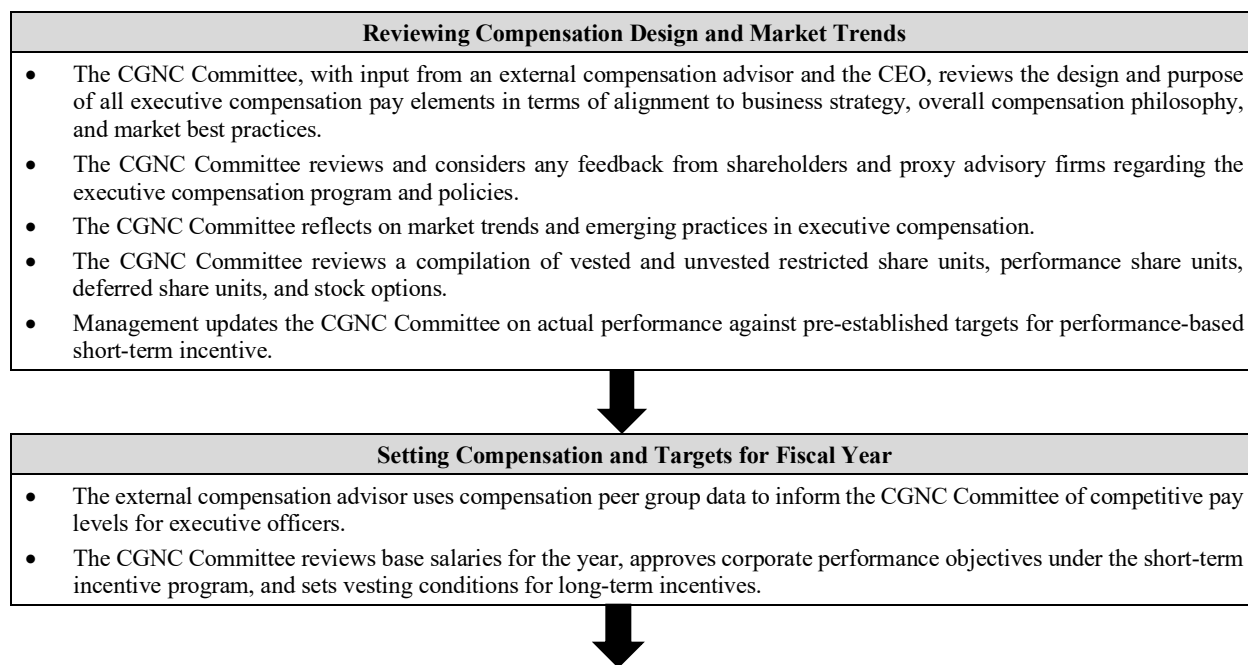 Reviewing Compensation Design and Market Trends
• The CGNC Committee, with input from an external compensation advisor and the CEO, reviews the design and purpose
of all executive compensation pay elements in terms of alignment to business strategy, overall compensation philosophy,
and market best practices.
• The CGNC Committee reviews and considers any feedback from shareholders and proxy advisory firms regarding the
executive compensation program and policies.
• The CGNC Committee reflects on market trends and emerging practices in executive compensation.
• The CGNC Committee reviews a compilation of vested and unvested restricted share units, performance share units,
deferred share units, and stock options.
• Management updates the CGNC Committee on actual performance against pre-established targets for performance-based
short-term incentive.
Setting Compensation and Targets for Fiscal Year
• The external compensation advisor uses compensation peer group data to inform the CGNC Committee of competitive pay
levels for executive officers.
• The CGNC Committee reviews base salaries for the year, approves corporate performance objectives under the short-term
incentive program, and sets vesting conditions for long-term incentives.